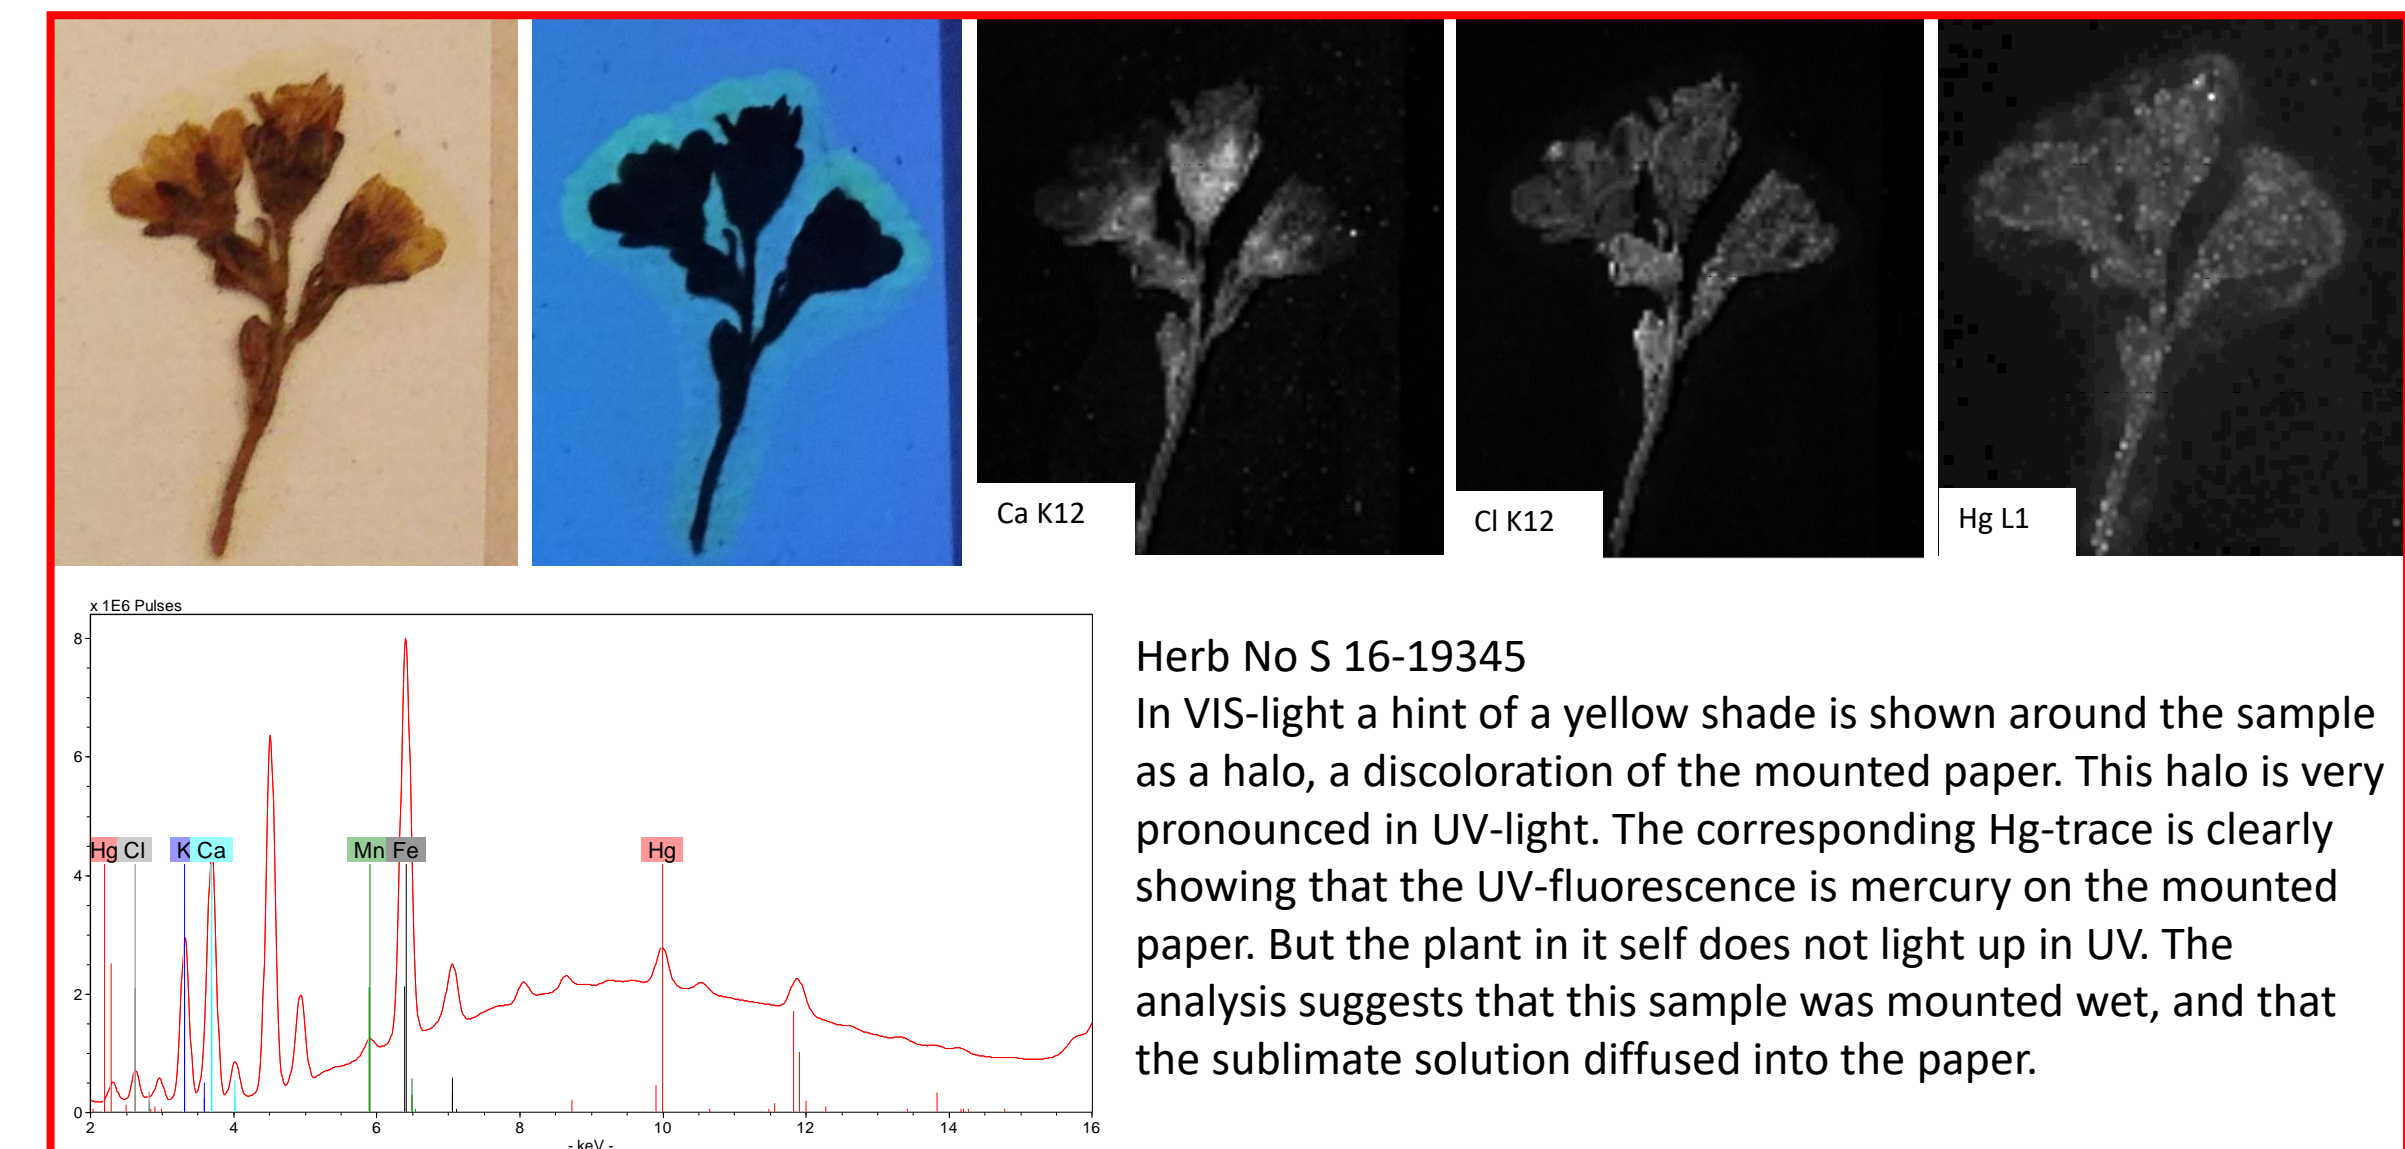 Ca K12
Cl K12
Hg L1
x 1E6 Pulses
8
6
4
2
0
Hg Cl K Ca Mn Fe Hg
2 4 6 8 10 12 14 16
- keV -
Herb No S 16-19345
In VIS-light a hint of a yellow shade is shown around the sample
as a halo, a discoloration of the mounted paper. This halo is very
pronounced in UV-light. The corresponding Hg-trace is clearly
showing that the UV-fluorescence is mercury on the mounted
paper. But the plant in it self does not light up in UV. The
analysis suggests that this sample was mounted wet, and that
the sublimate solution diffused into the paper.